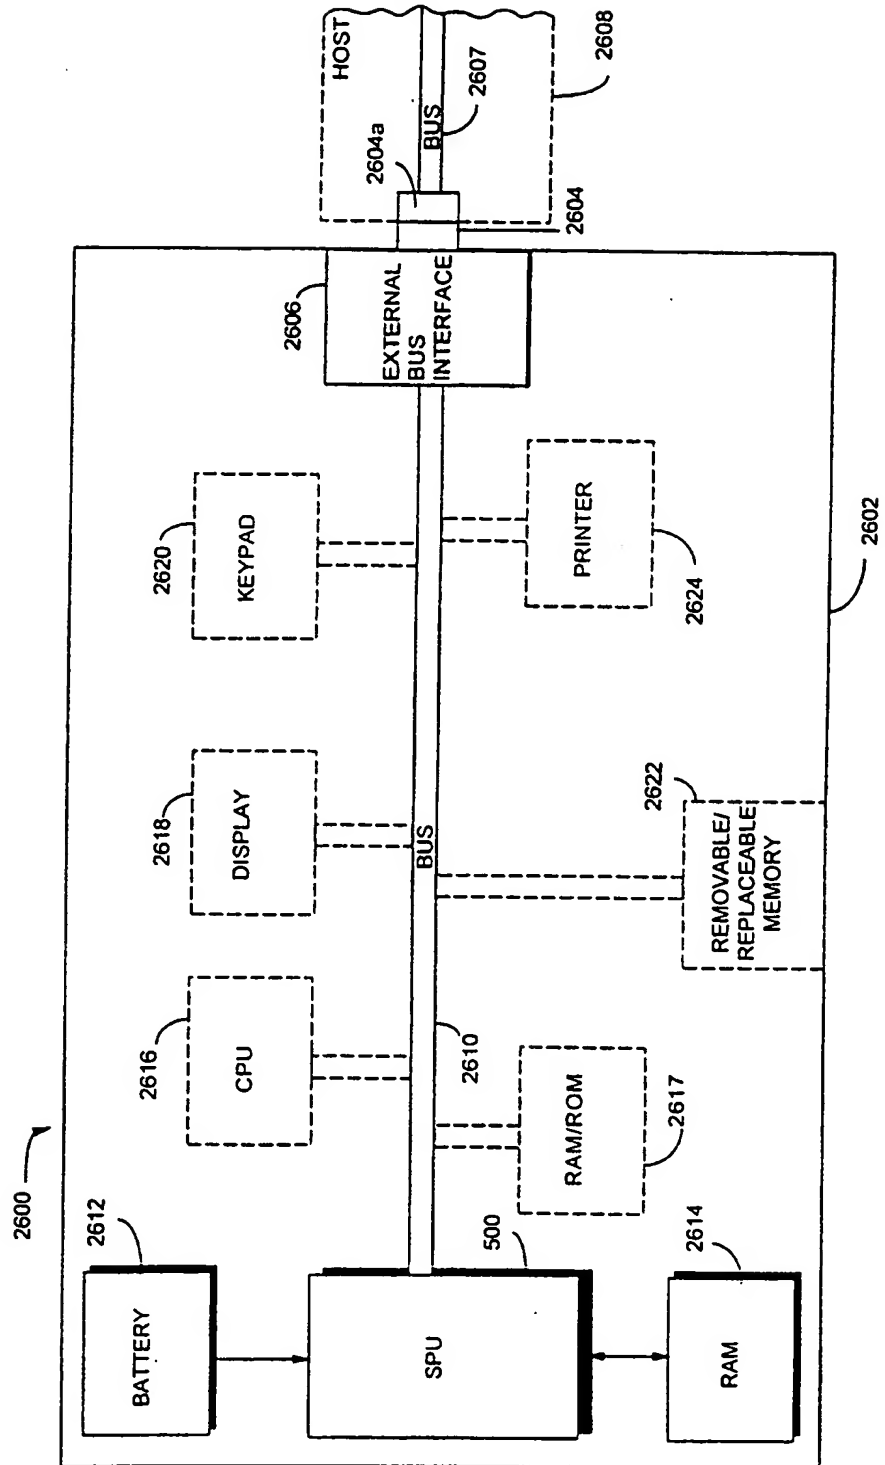 2600
2612
BATTERY
SPU
500
2614
RAM
2616
CPU
2618
DISPLAY
2620
KEYPAD
BUS
2610
RAM/ROM
2617
2622
REMOVABLE/
REPLACEABLE
MEMORY
PRINTER
2624
2602
2606
EXTERNAL
BUS
INTERFACE
2604a
2604
HOST
BUS
2607
2608